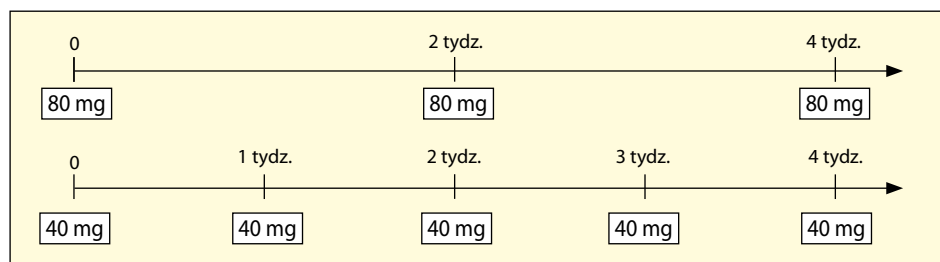 0 2 tydz. 4 tydz.
80 mg 80 mg 80 mg
0 1 tydz. 2 tydz. 3 tydz. 4 tydz.
40 mg 40 mg 40 mg 40 mg 40 mg